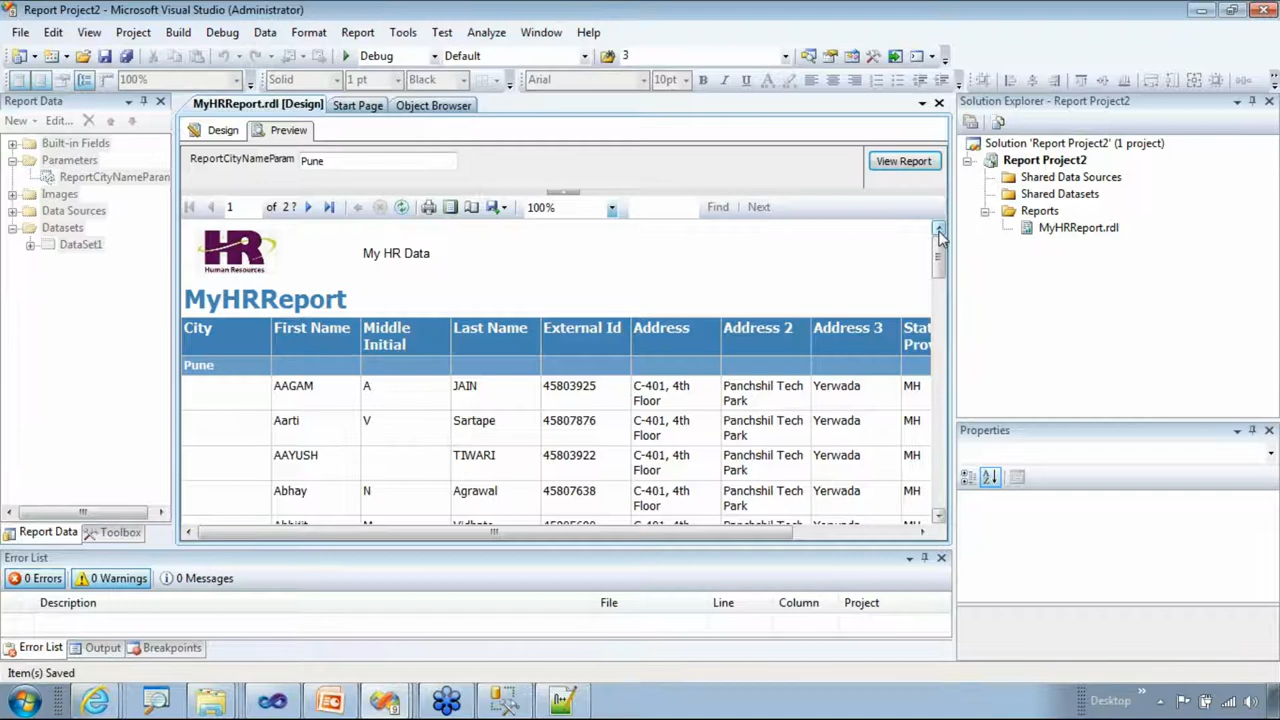 Report Project2 - Microsoft Visual Studio (Administrator)
File Edit View Project Build Debug Data Format Report Tools Test Analyze Window Help
Debug Default 3
100% Solid 1 pt Black Arial 10pt B I U A
Report Data
New Edit...
Built-in Fields
Parameters
ReportCityNameParan
Images
Data Sources
Datasets
DataSet1
Report Data Toolbox
MyHRReport.rdl [Design] Start Page Object Browser
Design Preview
ReportCityNameParam Pune View Report
1 of 2 ? 100% Find Next
HR
Human Resources
My HR Data
MyHRReport
City First Name Middle Initial Last Name External Id Address Address 2 Address 3 Stat Prov
Pune
AAGAM A JAIN 45803925 C-401, 4th Floor Panchshil Tech Park Yerwada MH
Aarti V Sartape 45807876 C-401, 4th Floor Panchshil Tech Park Yerwada MH
AAYUSH TIWARI 45803922 C-401, 4th Floor Panchshil Tech Park Yerwada MH
Abhay N Agrawal 45807638 C-401, 4th Floor Panchshil Tech Park Yerwada MH
Solution Explorer - Report Project2
Solution 'Report Project2' (1 project)
Report Project2
Shared Data Sources
Shared Datasets
Reports
MyHRReport.rdl
Properties
Error List
0 Errors 0 Warnings 0 Messages
Description File Line Column Project
Error List Output Breakpoints
Item(s) Saved
Desktop